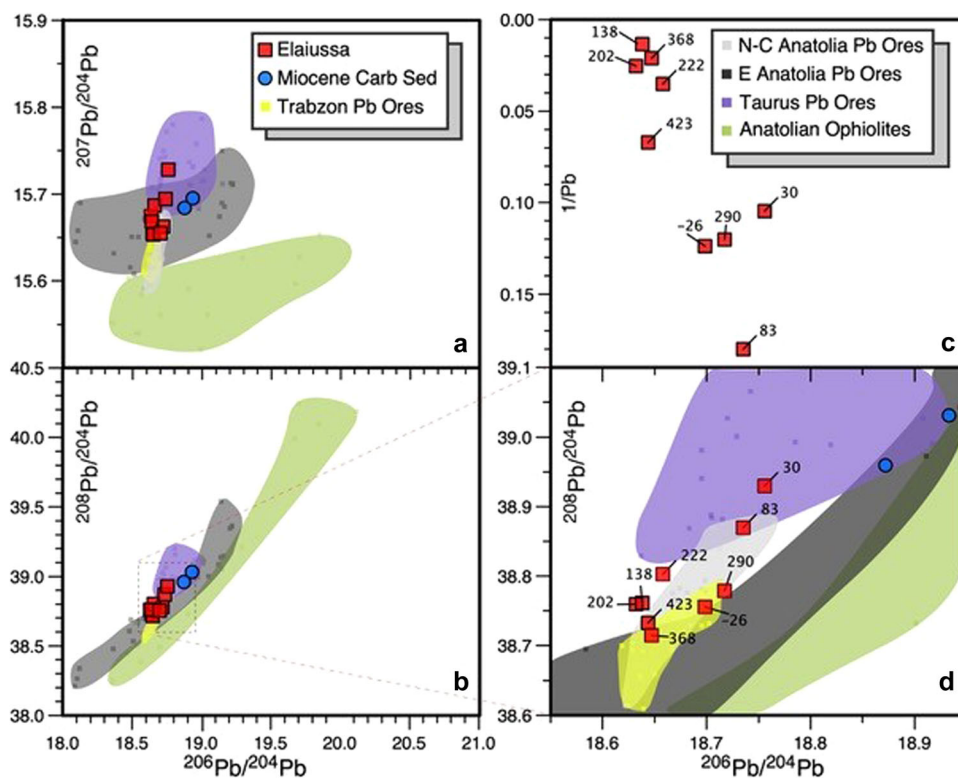 15.9
15.8
15.7
15.6
207Pb/204Pb
Elaiussa
Miocene Carb Sed
Trabzon Pb Ores
a
0.00
0.05
0.10
0.15
1/Pb
138
368
202
222
423
30
290
-26
83
N-C Anatolia Pb Ores
E Anatolia Pb Ores
Taurus Pb Ores
Anatolian Ophiolites
c
40.5
40.0
39.5
39.0
38.5
38.0
208Pb/204Pb
b
18.0
18.5
19.0
19.5
20.0
20.5
21.0
206Pb/204Pb
39.1
39.0
38.9
38.8
38.7
38.6
208Pb/204Pb
30
83
222
290
138
202
423
-26
368
d
18.6
18.7
18.8
18.9
206Pb/204Pb